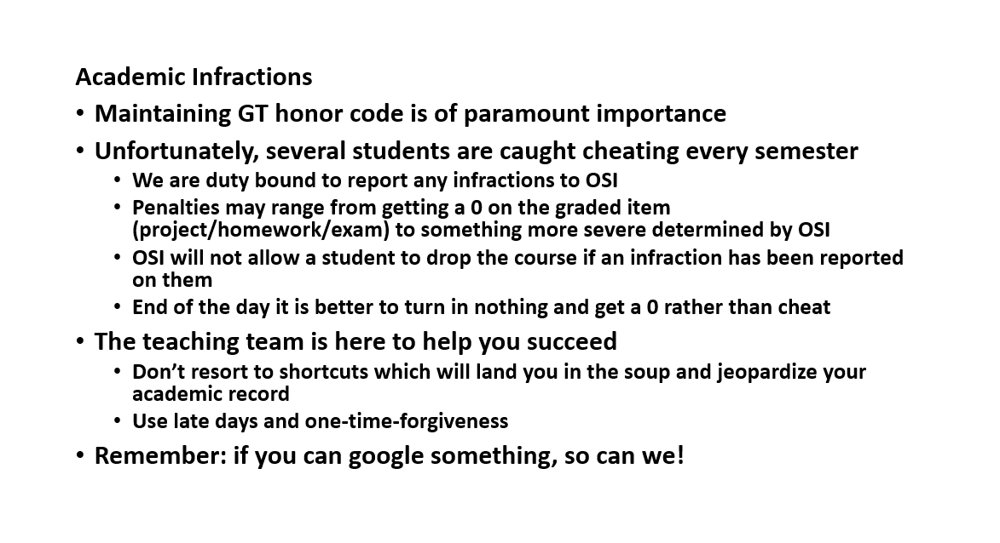 Academic Infractions
• Maintaining GT honor code is of paramount importance
• Unfortunately, several students are caught cheating every semester
• We are duty bound to report any infractions to OSI
• Penalties may range from getting a 0 on the graded item
(project/homework/exam) to something more severe determined by OSI
• OSI will not allow a student to drop the course if an infraction has been reported
on them
• End of the day it is better to turn in nothing and get a 0 rather than cheat
• The teaching team is here to help you succeed
• Don’t resort to shortcuts which will land you in the soup and jeopardize your
academic record
• Use late days and one-time-forgiveness
• Remember: if you can google something, so can we!